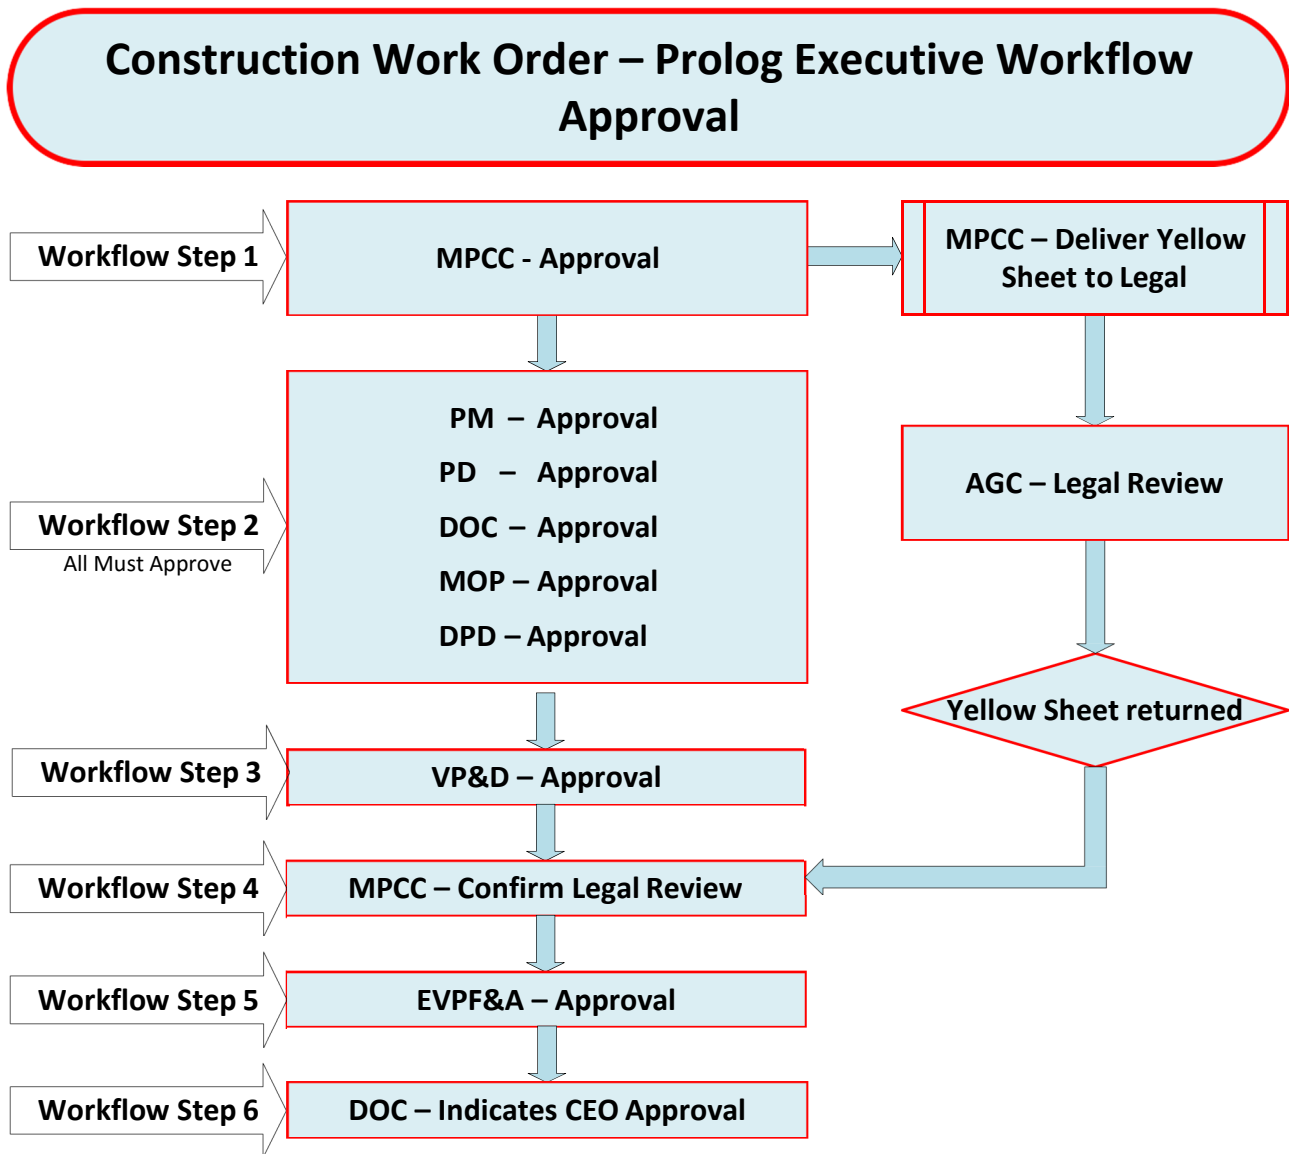 Construction Work Order – Prolog Executive Workflow
Approval
Workflow Step 1
MPCC - Approval
MPCC – Deliver Yellow
Sheet to Legal
Workflow Step 2
All Must Approve
PM – Approval
PD – Approval
DOC – Approval
MOP – Approval
DPD – Approval
AGC – Legal Review
Yellow Sheet returned
Workflow Step 3
VP&D – Approval
Workflow Step 4
MPCC – Confirm Legal Review
Workflow Step 5
EVPF&A – Approval
Workflow Step 6
DOC – Indicates CEO Approval